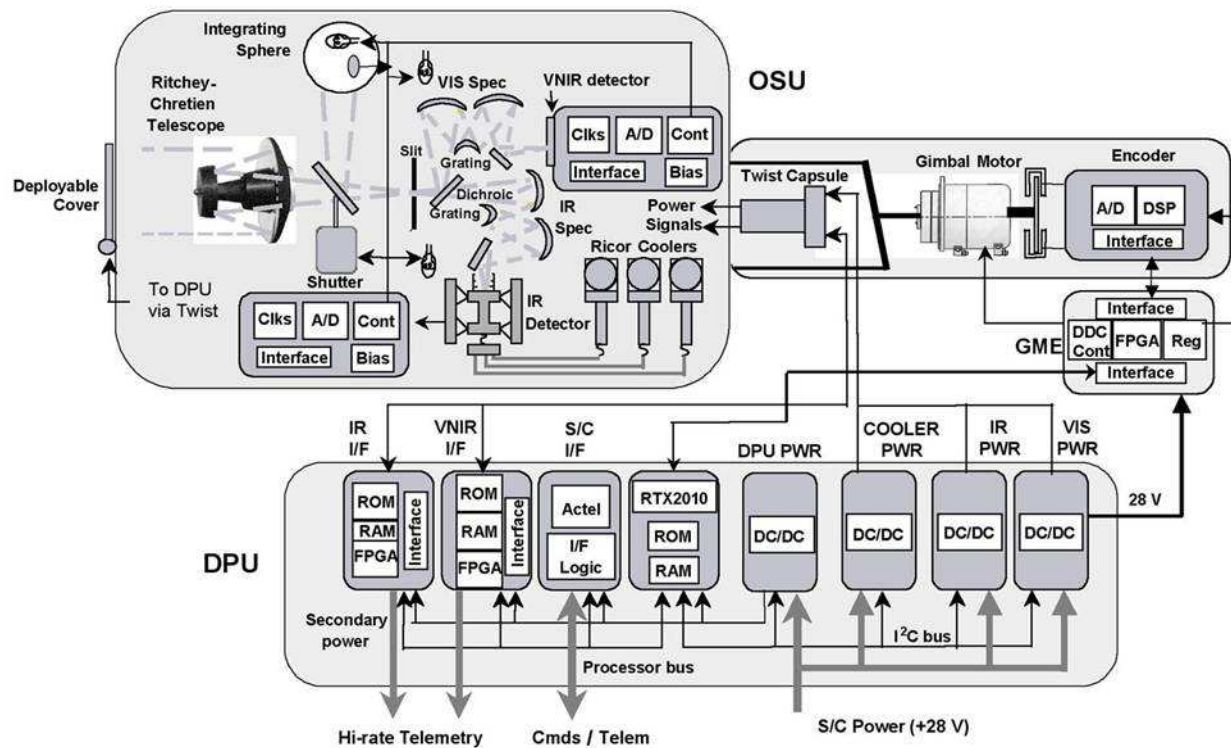 Integrating
Sphere
Ritchey-
Chretien
Telescope
Deployable
Cover
To DPU
via Twist
VIS Spec
VNIR detector
OSU
Slit
Grating
Dichroic
Grating
IR
Spec
Shutter
Ricor Coolers
IR
Detector
Clks
A/D
Cont
Interface
Bias
Clks
A/D
Cont
Interface
Bias
Twist Capsule
Power
Signals
Gimbal Motor
Encoder
A/D
DSP
Interface
GME
Interface
DDC
Cont
FPGA
Reg
Interface
IR
I/F
VNIR
I/F
S/C
I/F
DPU PWR
COOLER
PWR
IR
PWR
VIS
PWR
28 V
DPU
ROM
RAM
FPGA
Interface
ROM
RAM
FPGA
Interface
Actel
I/F
Logic
RTX2010
ROM
RAM
DC/DC
DC/DC
DC/DC
DC/DC
Secondary
power
Processor bus
I²C bus
Hi-rate Telemetry
Cmds / Telem
S/C Power (+28 V)